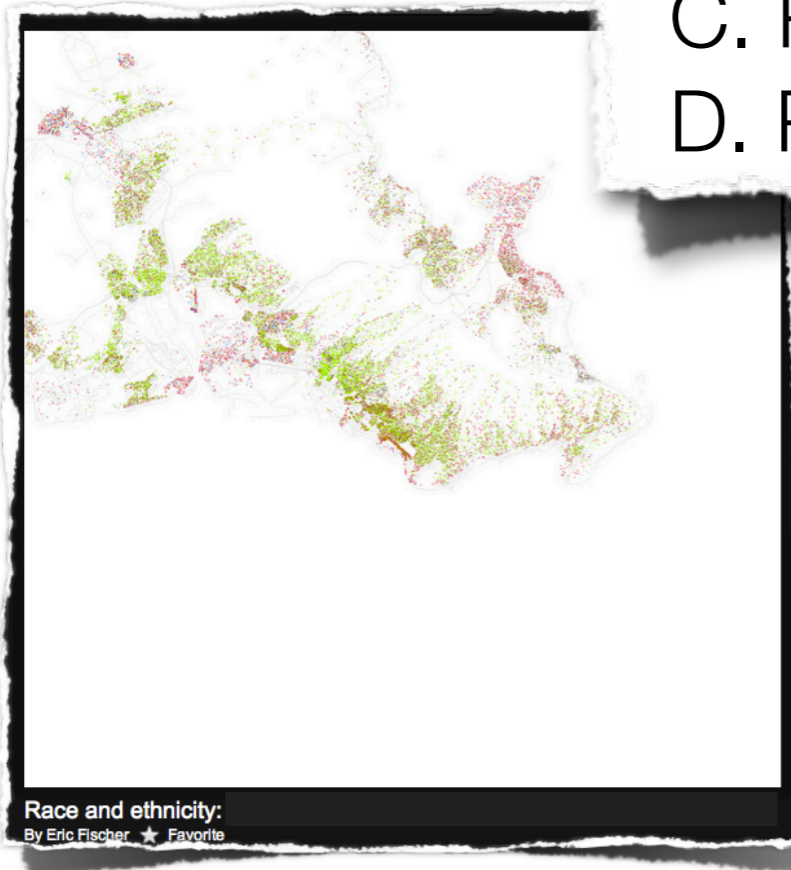 C.
D.
Race and ethnicity:
By Eric Fischer ★ Favorite